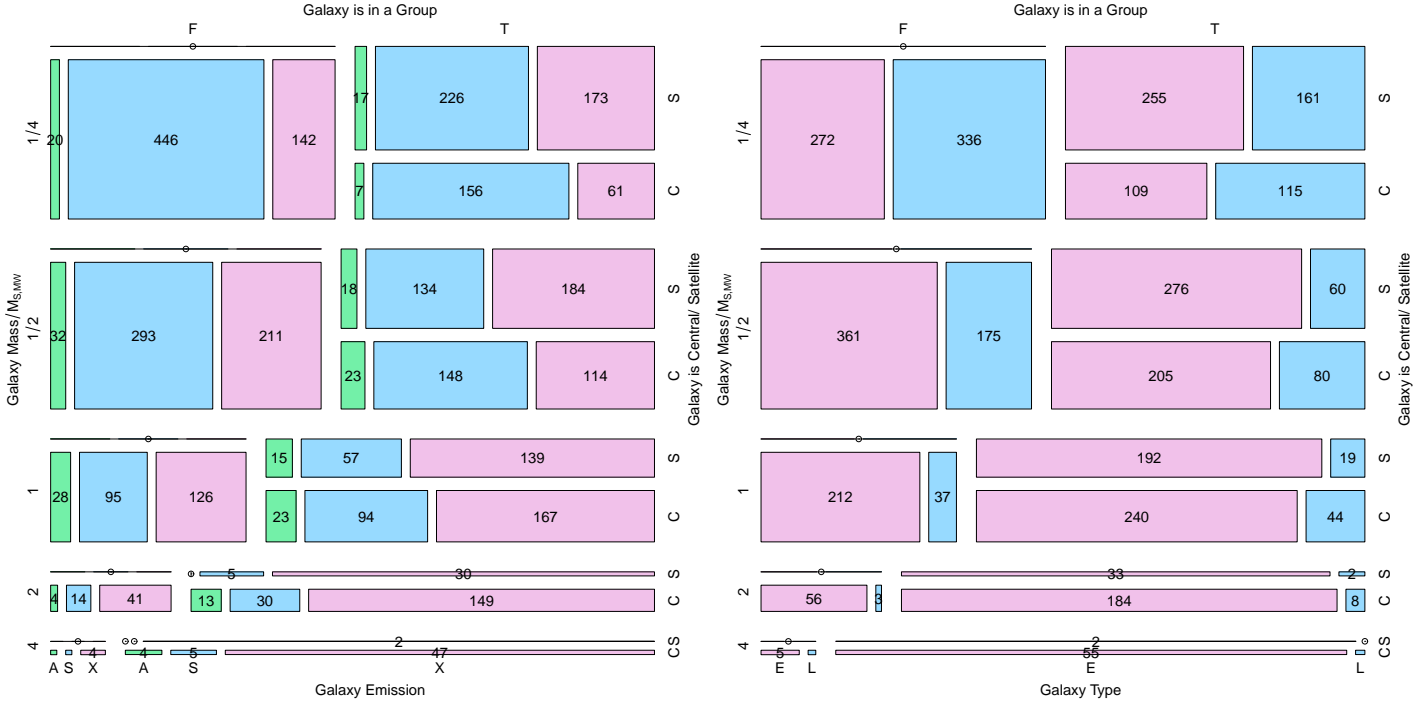 Galaxy is in a Group
F T
Galaxy Mass/M_S,MW
Galaxy is Central/ Satellite
1/4
17 226 173 S
20 446 142
7 156 61 C
1/2
18 134 184 S
32 293 211
23 148 114 C
1
15 57 139 S
28 95 126
23 94 167 C
2
5 30 S
4 14 41 13 30 149 C
4
2 S
4 4 5 47 C
A S X A S X
Galaxy Emission
Galaxy is in a Group
F T
Galaxy Mass/M_S,MW
Galaxy is Central/ Satellite
1/4
255 161 S
272 336
109 115 C
1/2
276 60 S
361 175
205 80 C
1
192 19 S
212 37
240 44 C
2
33 2 S
56 3 184 8 C
4
2 S
5 55 C
E L E L
Galaxy Type